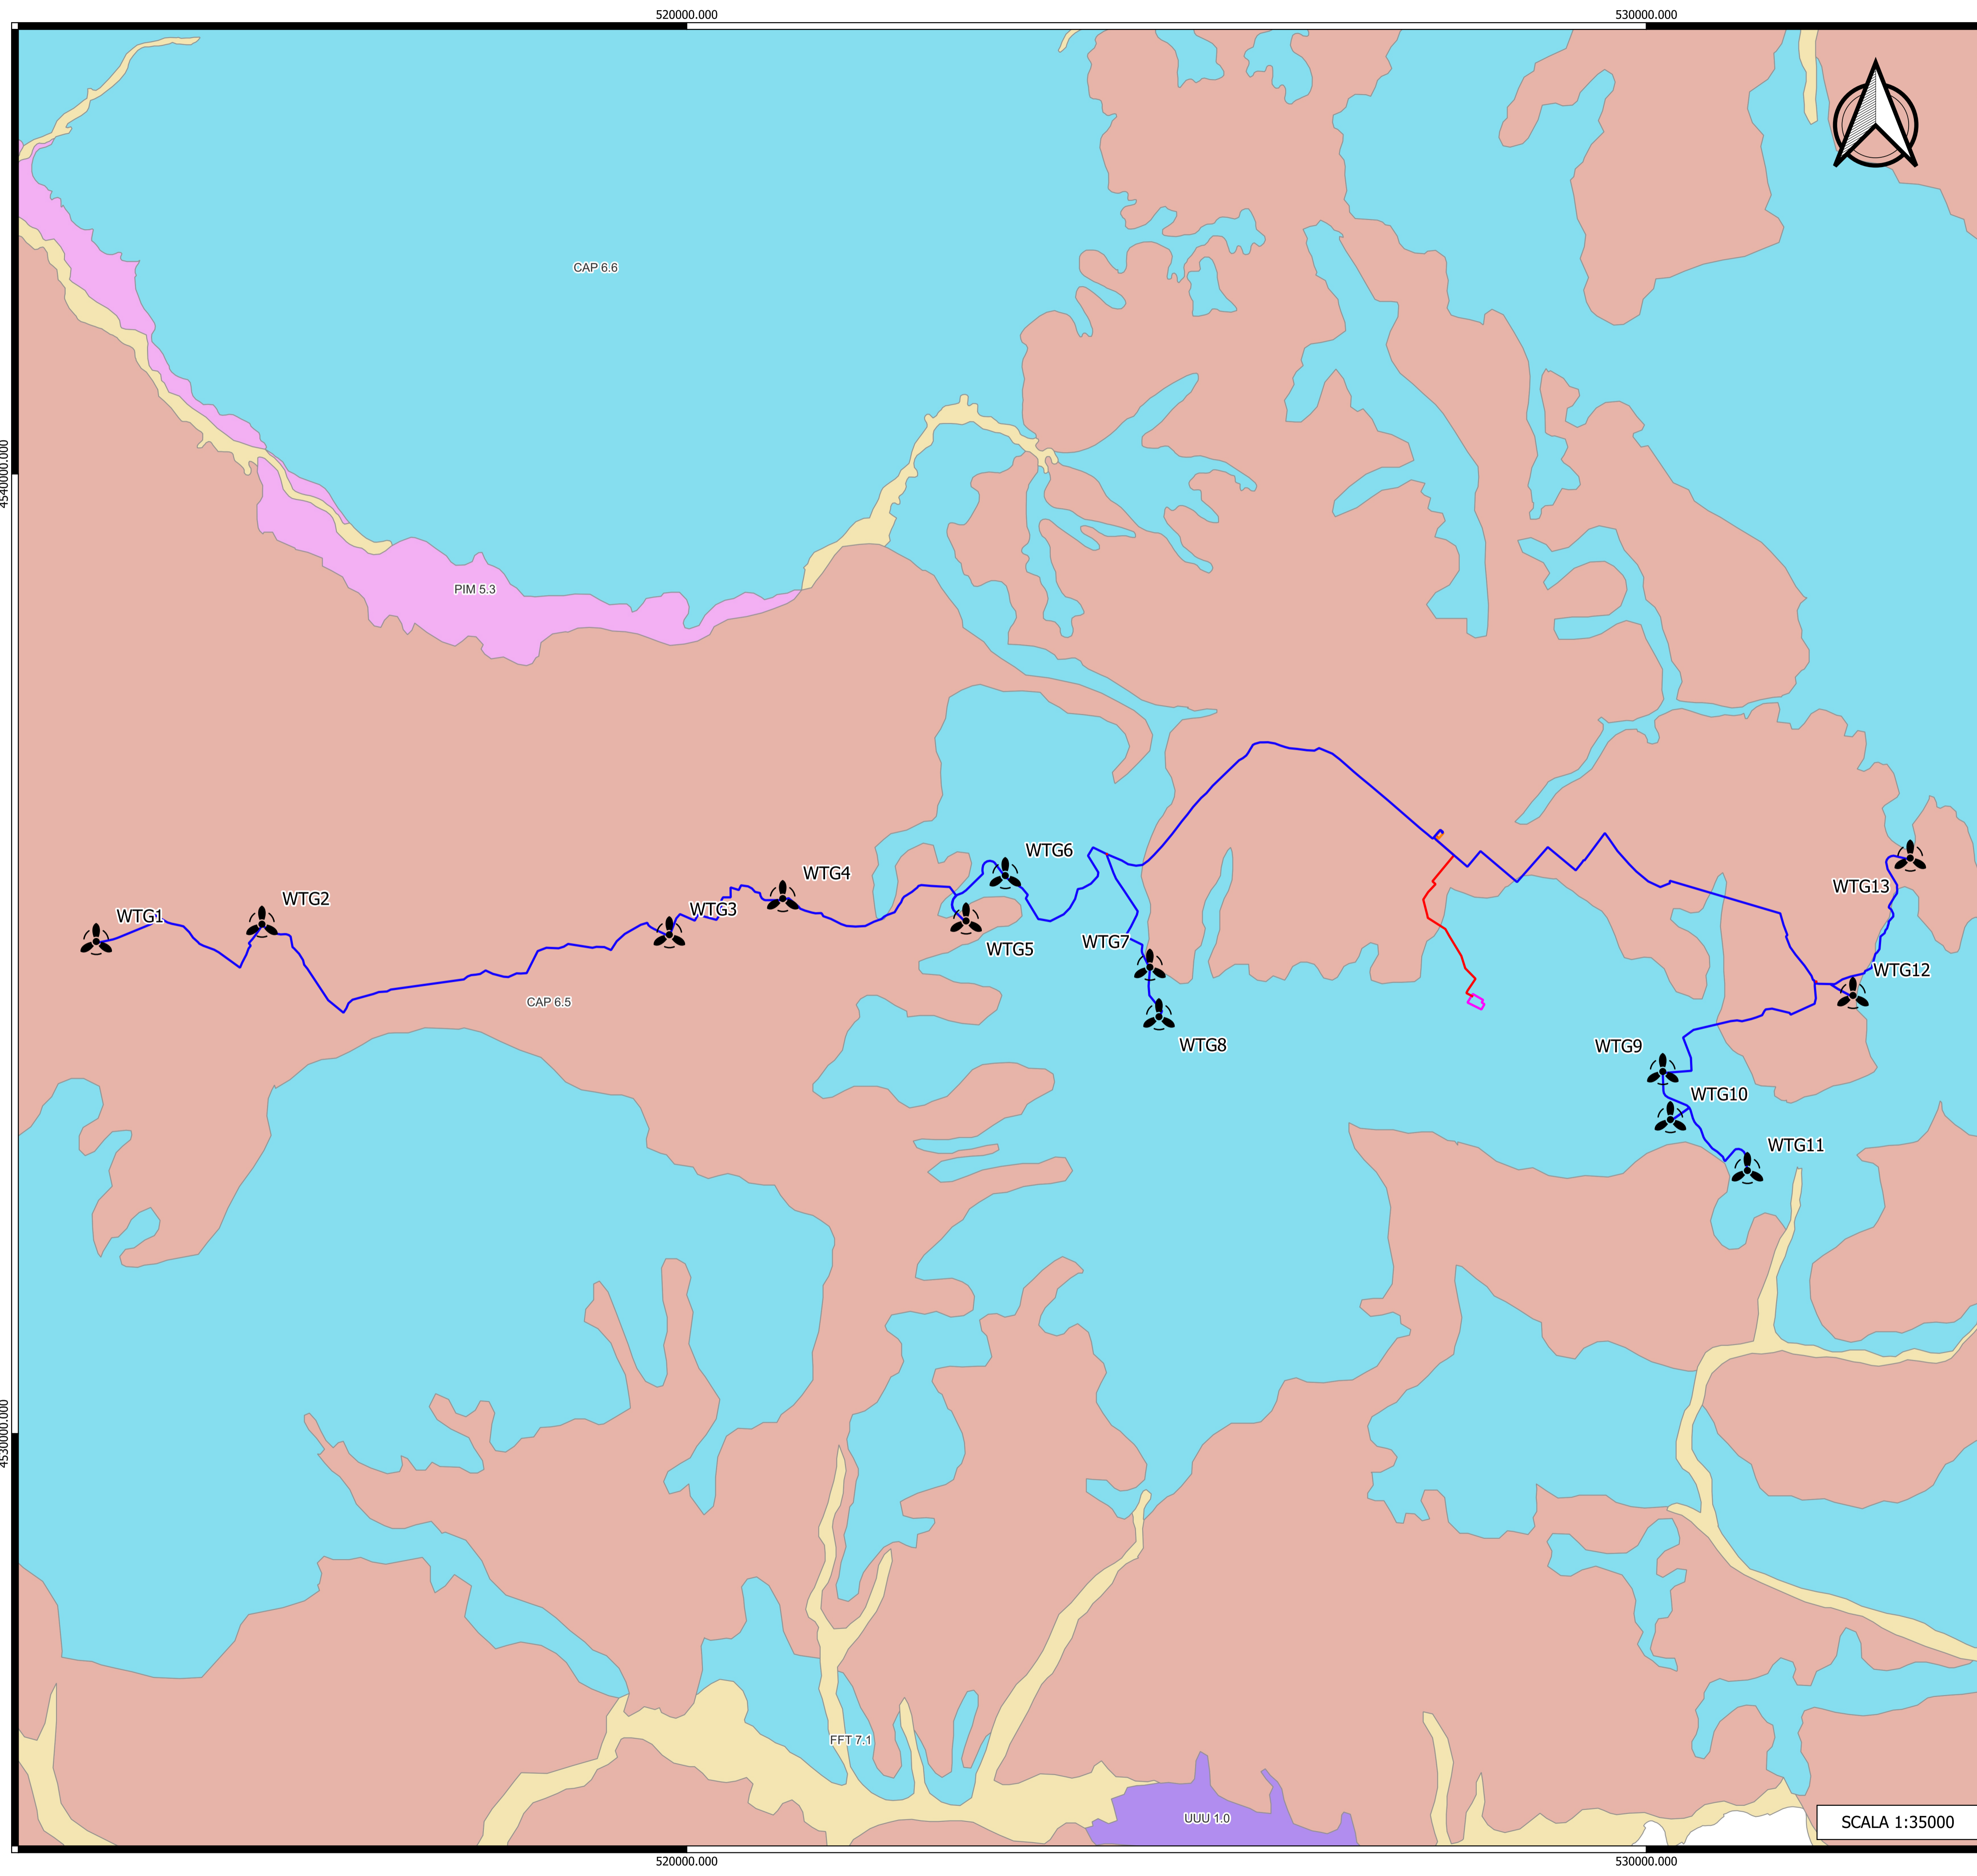 520000.000 530000.000
CAP 6.6
4540000.000
PIM 5.3
WTG6
WTG4
WTG13
WTG2
WTG3
WTG1
WTG7
WTG5
WTG12
CAP 6.5
WTG8
WTG9
WTG10
WTG11
4530000.000
FFT 7.1
UUU 1.0
SCALA 1:35000
520000.000 530000.000